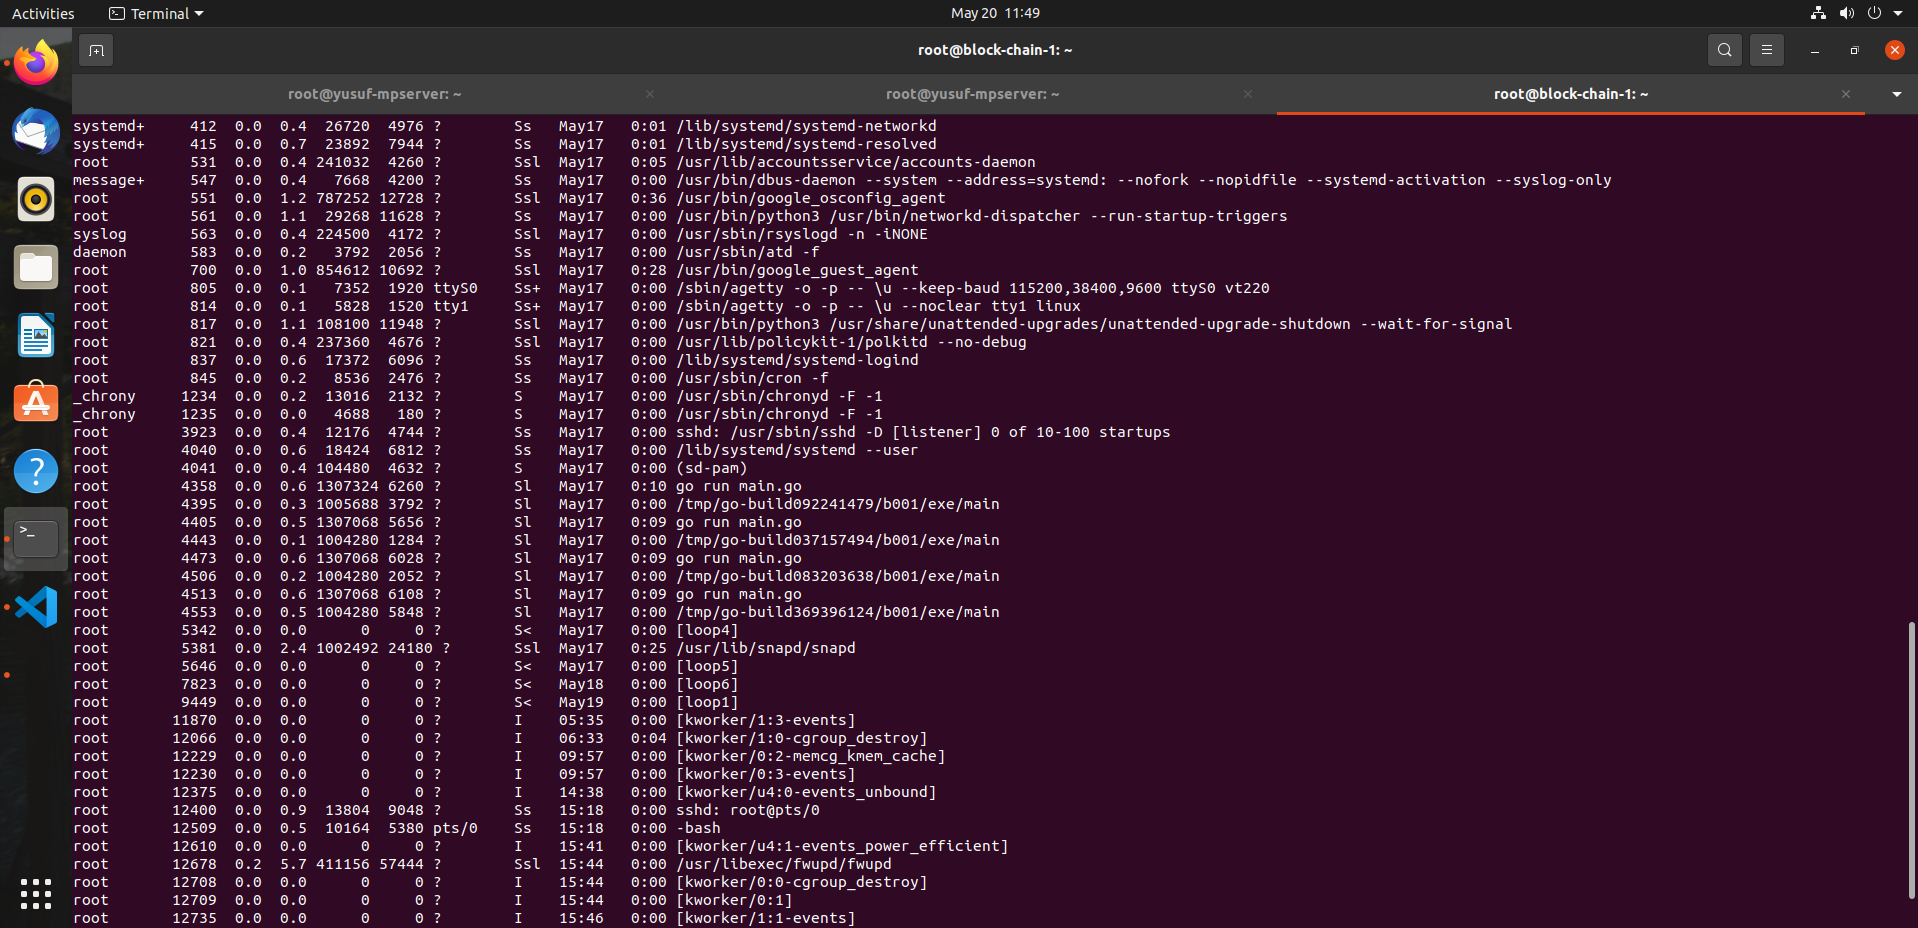 Activities Terminal May 20 11:49
root@block-chain-1: ~
root@yusuf-mpserver: ~ root@yusuf-mpserver: ~ root@block-chain-1: ~
systemd+ 412 0.0 0.4 26720 4976 ? Ss May17 0:01 /lib/systemd/systemd-networkd
systemd+ 415 0.0 0.7 23892 7944 ? Ss May17 0:01 /lib/systemd/systemd-resolved
root 531 0.0 0.4 241032 4260 ? Ssl May17 0:05 /usr/lib/accountsservice/accounts-daemon
message+ 547 0.0 0.4 7668 4200 ? Ss May17 0:00 /usr/bin/dbus-daemon --system --address=systemd: --nofork --nopidfile --systemd-activation --syslog-only
root 551 0.0 1.2 787252 12728 ? Ssl May17 0:36 /usr/bin/google_osconfig_agent
root 561 0.0 1.1 29268 11628 ? Ss May17 0:00 /usr/bin/python3 /usr/bin/networkd-dispatcher --run-startup-triggers
syslog 563 0.0 0.4 224500 4172 ? Ssl May17 0:00 /usr/sbin/rsyslogd -n -iNONE
daemon 583 0.0 0.2 3792 2056 ? Ss May17 0:00 /usr/sbin/atd -f
root 700 0.0 1.0 854612 10692 ? Ssl May17 0:28 /usr/bin/google_guest_agent
root 805 0.0 0.1 7352 1920 ttyS0 Ss+ May17 0:00 /sbin/agetty -o -p -- \u --keep-baud 115200,38400,9600 ttyS0 vt220
root 814 0.0 0.1 5828 1520 tty1 Ss+ May17 0:00 /sbin/agetty -o -p -- \u --noclear tty1 linux
root 817 0.0 1.1 108100 11948 ? Ssl May17 0:00 /usr/bin/python3 /usr/share/unattended-upgrades/unattended-upgrade-shutdown --wait-for-signal
root 821 0.0 0.4 237360 4676 ? Ssl May17 0:00 /usr/lib/policykit-1/polkitd --no-debug
root 837 0.0 0.6 17372 6096 ? Ss May17 0:00 /lib/systemd/systemd-logind
root 845 0.0 0.2 8536 2476 ? Ss May17 0:00 /usr/sbin/cron -f
_chrony 1234 0.0 0.2 13016 2132 ? S May17 0:00 /usr/sbin/chronyd -F -1
_chrony 1235 0.0 0.0 4688 180 ? S May17 0:00 /usr/sbin/chronyd -F -1
root 3923 0.0 0.4 12176 4744 ? Ss May17 0:00 sshd: /usr/sbin/sshd -D [listener] 0 of 10-100 startups
root 4040 0.0 0.6 18424 6812 ? Ss May17 0:00 /lib/systemd/systemd --user
root 4041 0.0 0.4 104480 4632 ? S May17 0:00 (sd-pam)
root 4358 0.0 0.6 1307324 6260 ? Sl May17 0:10 go run main.go
root 4395 0.0 0.3 1005688 3792 ? Sl May17 0:00 /tmp/go-build092241479/b001/exe/main
root 4405 0.0 0.5 1307068 5656 ? Sl May17 0:09 go run main.go
root 4443 0.0 0.1 1004280 1284 ? Sl May17 0:00 /tmp/go-build037157494/b001/exe/main
root 4473 0.0 0.6 1307068 6028 ? Sl May17 0:09 go run main.go
root 4506 0.0 0.2 1004280 2052 ? Sl May17 0:00 /tmp/go-build083203638/b001/exe/main
root 4513 0.0 0.6 1307068 6108 ? Sl May17 0:09 go run main.go
root 4553 0.0 0.5 1004280 5848 ? Sl May17 0:00 /tmp/go-build369396124/b001/exe/main
root 5342 0.0 0.0 0 0 ? S< May17 0:00 [loop4]
root 5381 0.0 2.4 1002492 24180 ? Ssl May17 0:25 /usr/lib/snapd/snapd
root 5646 0.0 0.0 0 0 ? S< May17 0:00 [loop5]
root 7823 0.0 0.0 0 0 ? S< May18 0:00 [loop6]
root 9449 0.0 0.0 0 0 ? S< May19 0:00 [loop1]
root 11870 0.0 0.0 0 0 ? I 05:35 0:00 [kworker/1:3-events]
root 12066 0.0 0.0 0 0 ? I 06:33 0:04 [kworker/1:0-cgroup_destroy]
root 12229 0.0 0.0 0 0 ? I 09:57 0:00 [kworker/0:2-memcg_kmem_cache]
root 12230 0.0 0.0 0 0 ? I 09:57 0:00 [kworker/0:3-events]
root 12375 0.0 0.0 0 0 ? I 14:38 0:00 [kworker/u4:0-events_unbound]
root 12400 0.0 0.9 13804 9048 ? Ss 15:18 0:00 sshd: root@pts/0
root 12509 0.0 0.5 10164 5380 pts/0 Ss 15:18 0:00 -bash
root 12610 0.0 0.0 0 0 ? I 15:41 0:00 [kworker/u4:1-events_power_efficient]
root 12678 0.2 5.7 411156 57444 ? Ssl 15:44 0:00 /usr/libexec/fwupd/fwupd
root 12708 0.0 0.0 0 0 ? I 15:44 0:00 [kworker/0:0-cgroup_destroy]
root 12709 0.0 0.0 0 0 ? I 15:44 0:00 [kworker/0:1]
root 12735 0.0 0.0 0 0 ? I 15:46 0:00 [kworker/1:1-events]